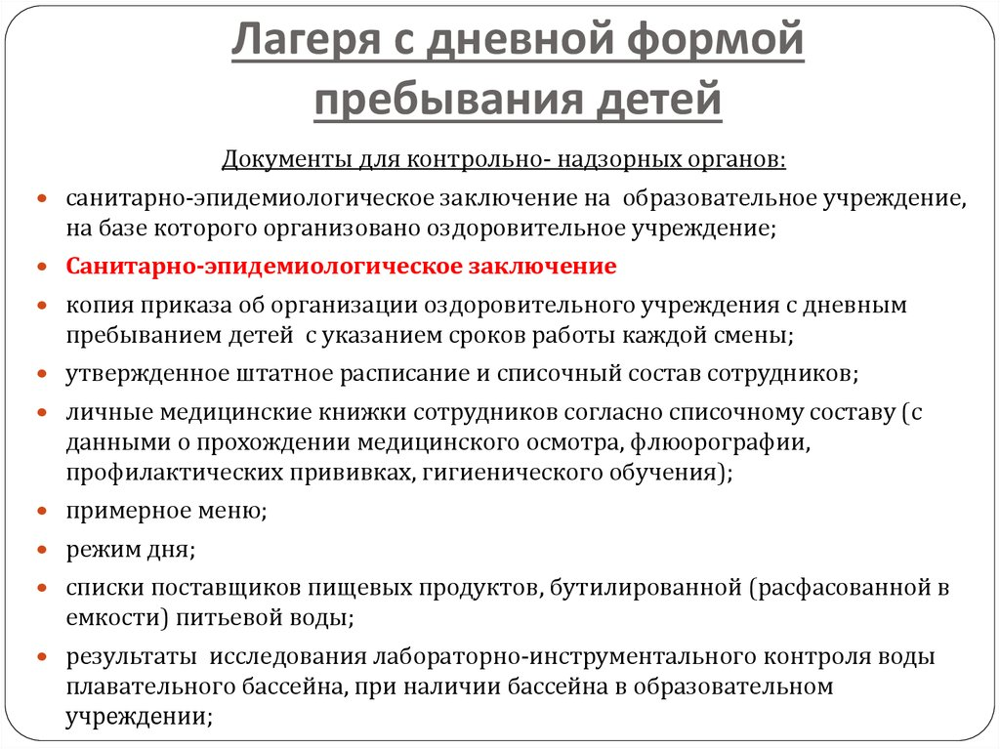 Лагеря с дневной формой
пребывания детей
Документы для контрольно- надзорных органов:
• санитарно-эпидемиологическое заключение на образовательное учреждение,
на базе которого организовано оздоровительное учреждение;
• Санитарно-эпидемиологическое заключение
• копия приказа об организации оздоровительного учреждения с дневным
пребыванием детей с указанием сроков работы каждой смены;
• утвержденное штатное расписание и списочный состав сотрудников;
• личные медицинские книжки сотрудников согласно списочному составу (с
данными о прохождении медицинского осмотра, флюорографии,
профилактических прививках, гигиенического обучения);
• примерное меню;
• режим дня;
• списки поставщиков пищевых продуктов, бутилированной (расфасованной в
емкости) питьевой воды;
• результаты исследования лабораторно-инструментального контроля воды
плавательного бассейна, при наличии бассейна в образовательном
учреждении;